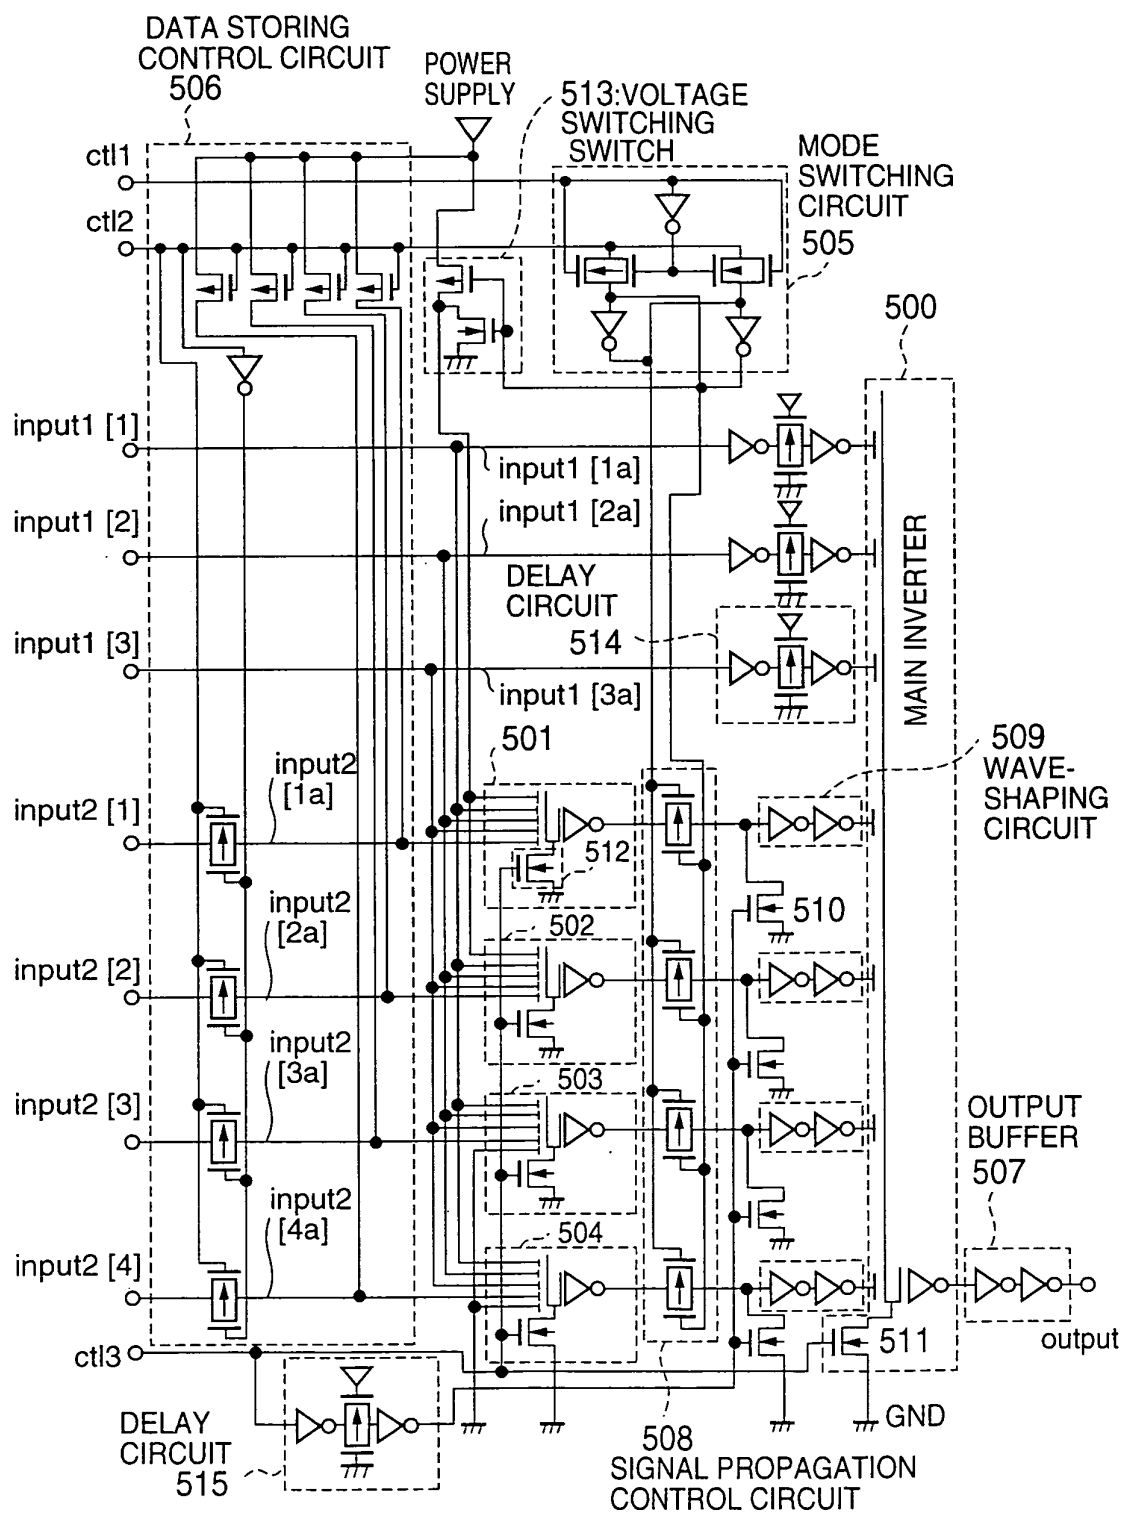 DATA STORING
CONTROL CIRCUIT
506
POWER
SUPPLY
513:VOLTAGE
SWITCHING
SWITCH
MODE
SWITCHING
CIRCUIT
505
ctl1
ctl2
500
input1 [1]
input1 [1a]
input1 [2]
input1 [2a]
DELAY
CIRCUIT
514
MAIN INVERTER
input1 [3]
input1 [3a]
501
509
WAVE-
SHAPING
CIRCUIT
input2
[1a]
input2 [1]
512
510
input2
[2a]
502
input2 [2]
input2
[3a]
503
input2 [3]
OUTPUT
BUFFER
507
input2
[4a]
504
input2 [4]
511
output
ctl3
GND
DELAY
CIRCUIT
515
508
SIGNAL PROPAGATION
CONTROL CIRCUIT